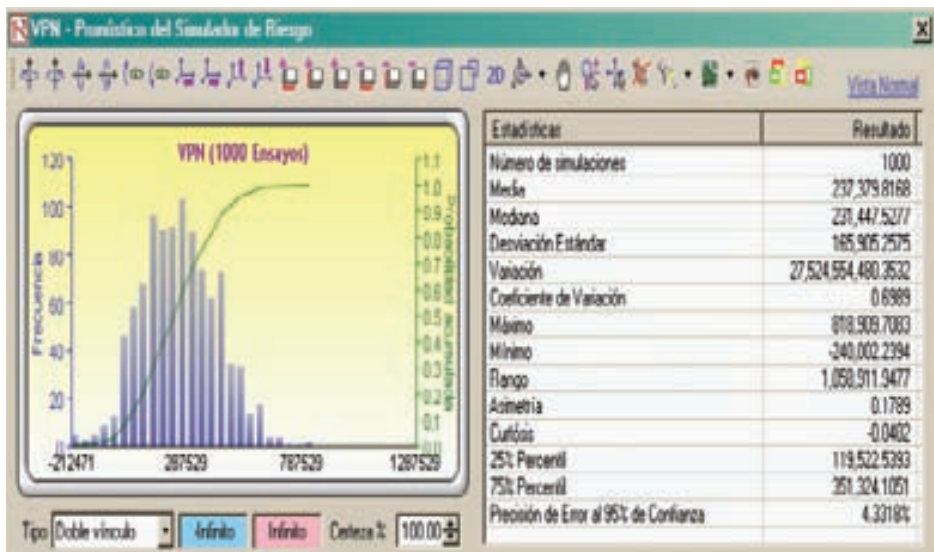 VPN - Pronóstico del Simulador de Riesgo
2D
Vista Normal
VPN (1000 Ensayos)
Frecuencia
120
100
80
60
40
20
0
Probabilidad acumulada
1.1
1.0
0.9
0.7
0.6
0.5
0.4
0.3
0.2
0.1
0.0
-212471 287529 787529 1287529
Tipo Doble vínculo -Infinito Infinito Certeza % 100.00
Estadísticas Resultado
Número de simulaciones 1000
Media 237,379.8168
Mediana 231,447.5277
Desviación Estándar 165,905.2575
Variación 27,524,554,480.3532
Coeficiente de Variación 0.6989
Máximo 818,909.7083
Mínimo -240,002.2394
Rango 1,058,911.9477
Asimetría 0.1789
Curtósis -0.0402
25% Percentil 119,522.5393
75% Percentil 351,324.1051
Precisión de Error al 95% de Confianza 4.3318%